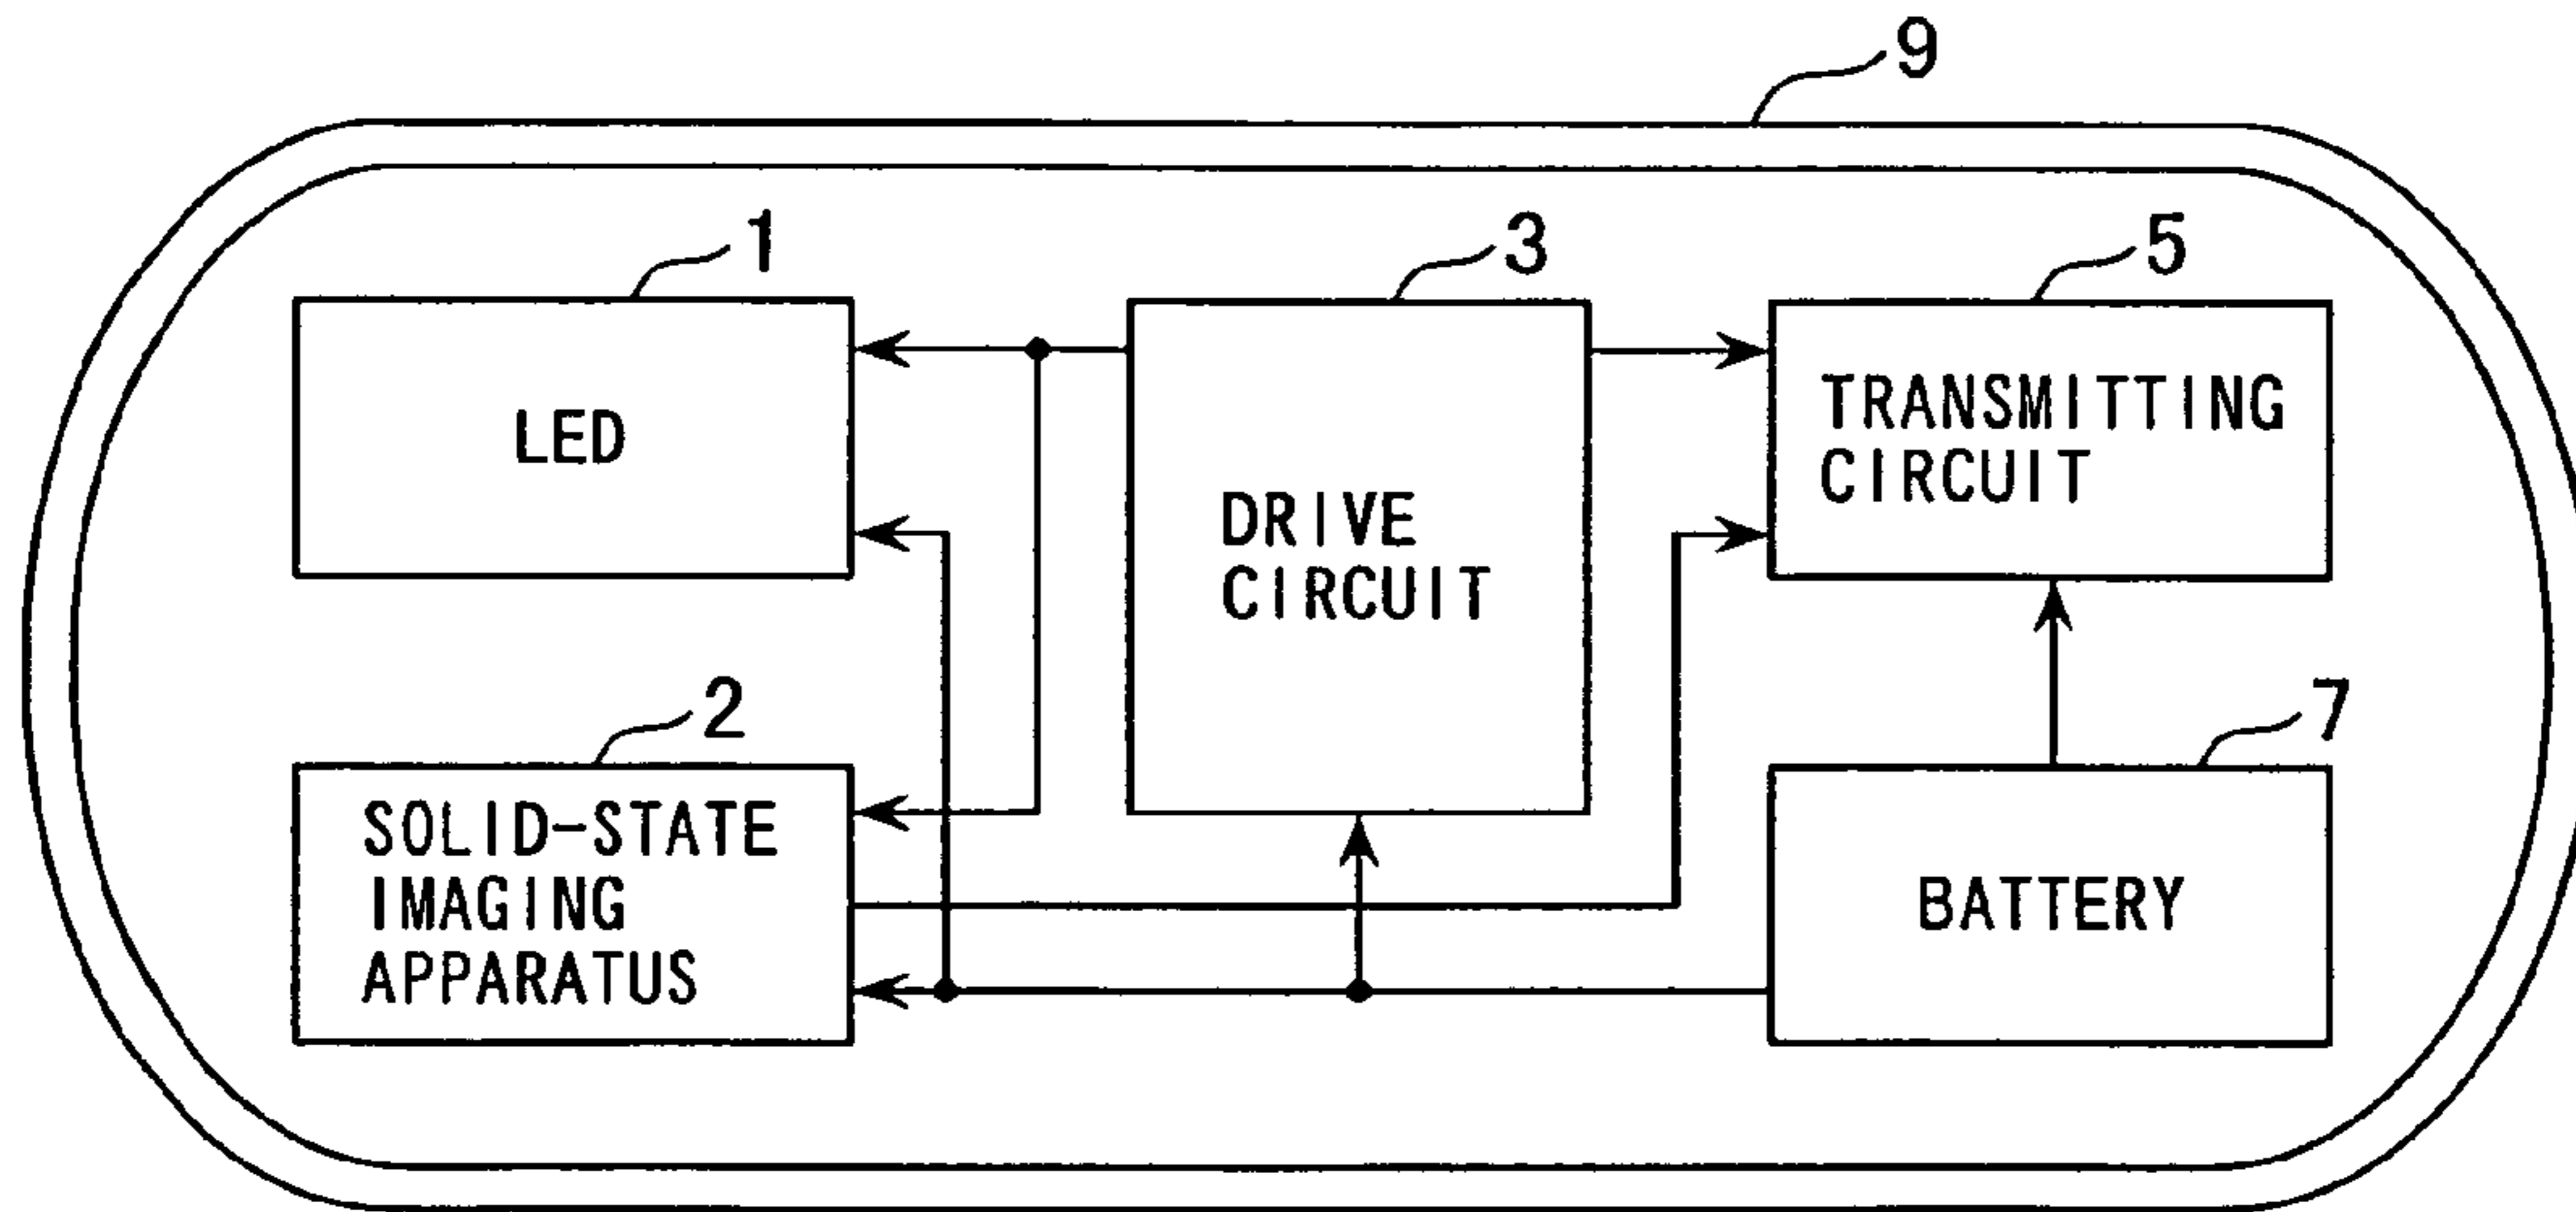 9
1
LED
3
DRIVE
CIRCUIT
5
TRANSMITTING
CIRCUIT
2
SOLID-STATE
IMAGING
APPARATUS
7
BATTERY